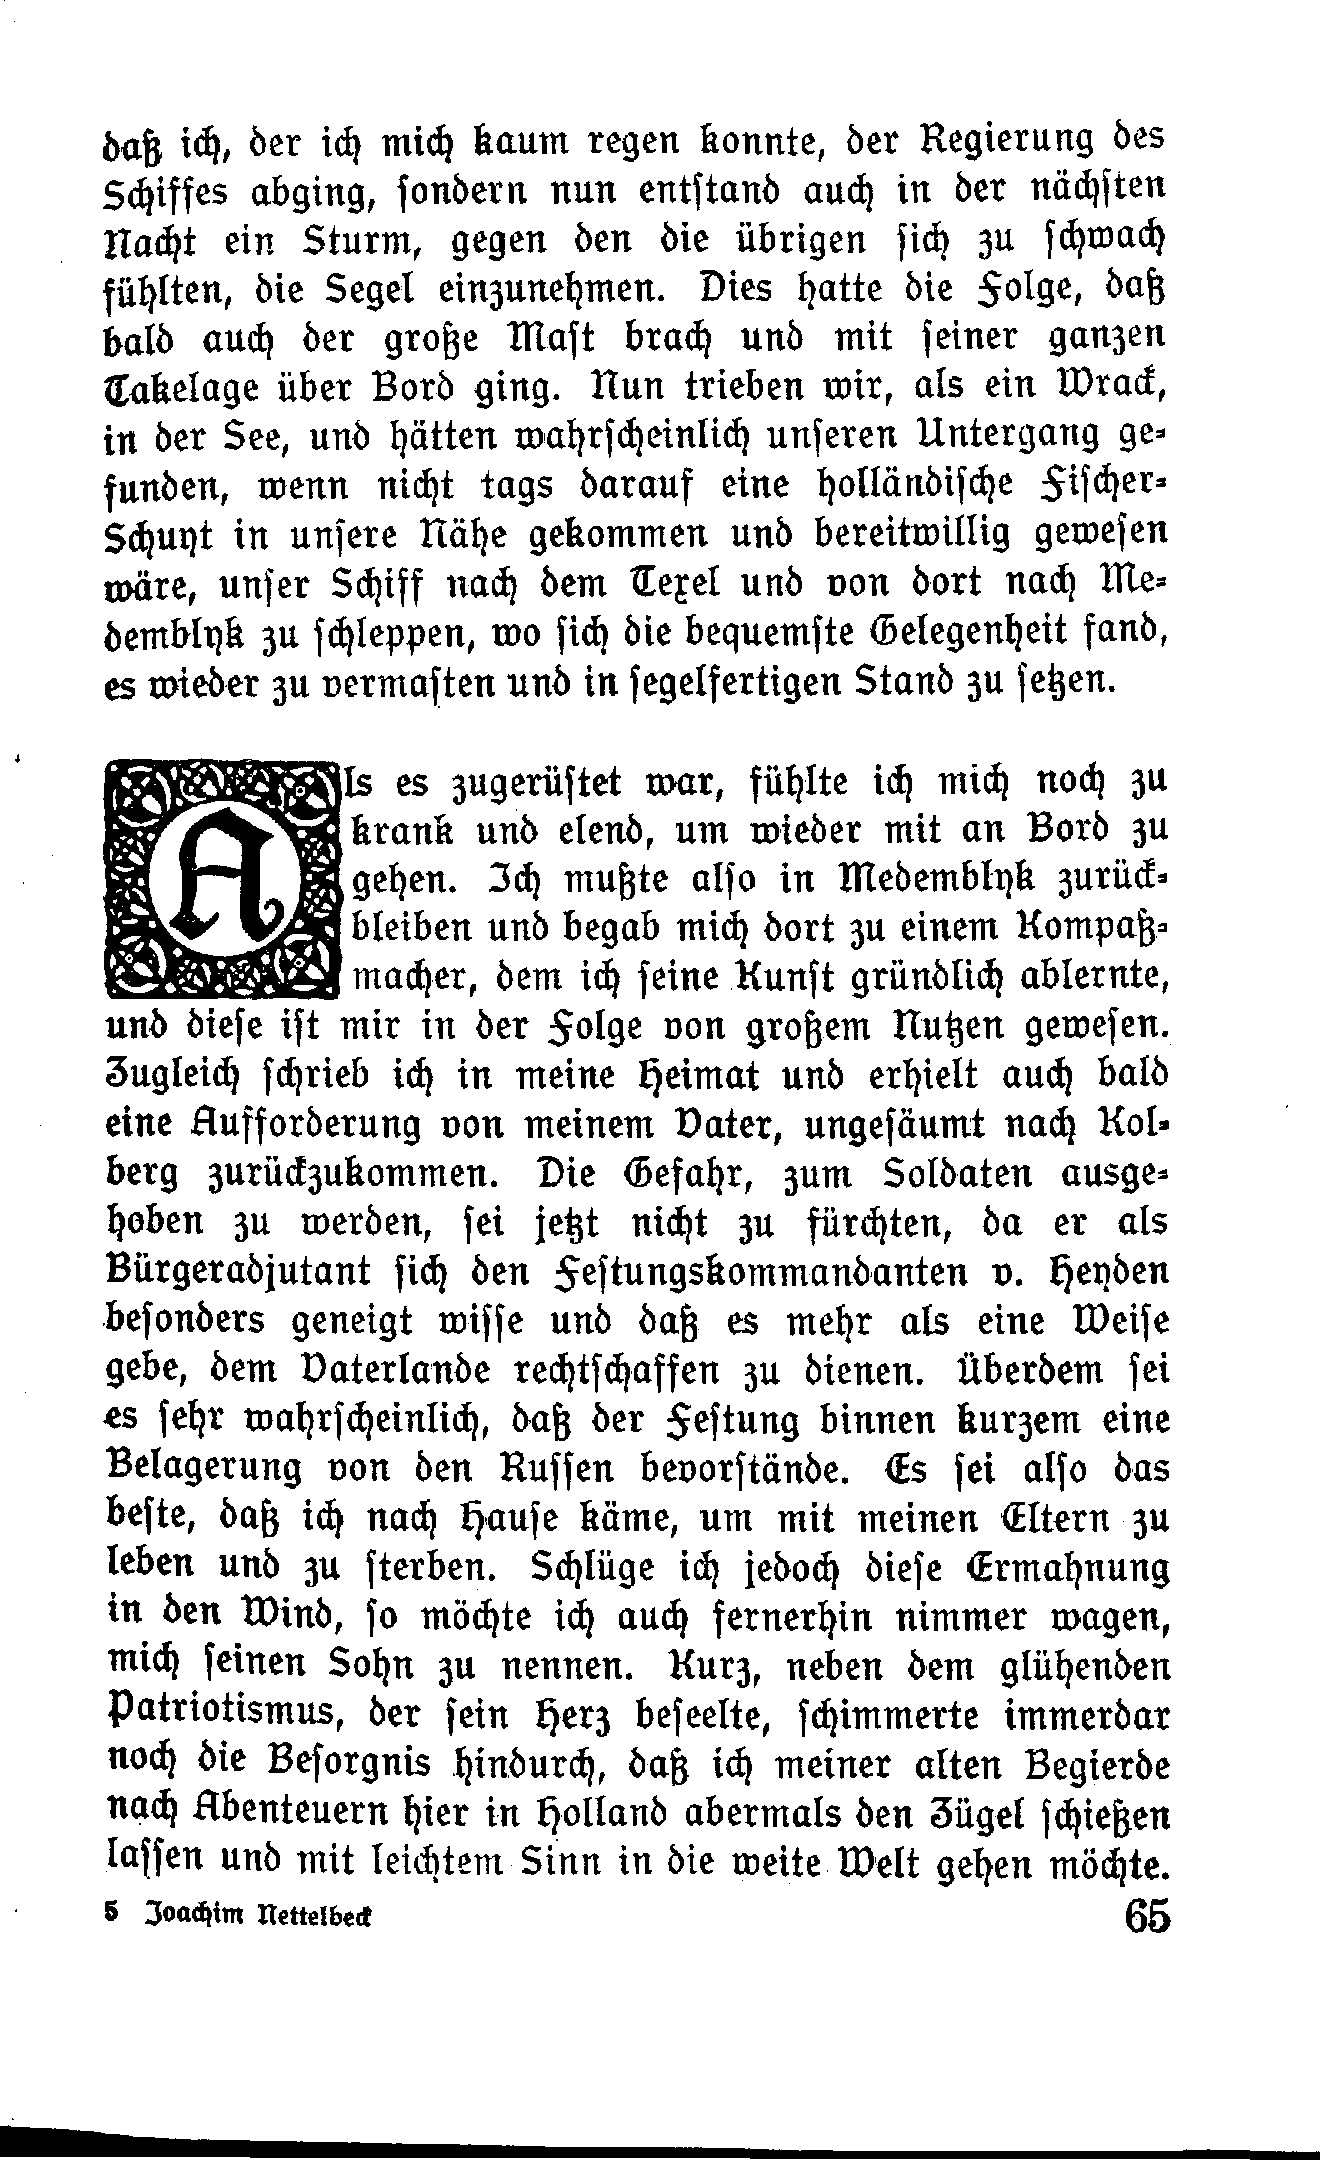 daß ich, der ich mich kaum regen konnte, der Regierung des
Schiffes abging, sondern nun entstand auch in der nächsten
Nacht ein Sturm, gegen den die übrigen sich zu schwach
fühlten, die Segel einzunehmen. Dies hatte die Folge, daß
bald auch der große Mast brach und mit seiner ganzen
Takelage über Bord ging. Nun trieben wir, als ein Wrack,
in der See, und hätten wahrscheinlich unseren Untergang ge-
funden, wenn nicht tags darauf eine holländische Fischer-
Schuyt in unsere Nähe gekommen und bereitwillig gewesen
wäre, unser Schiff nach dem Texel und von dort nach Me-
demblyk zu schleppen, wo sich die bequemste Gelegenheit fand,
es wieder zu vermasten und in segelfertigen Stand zu setzen.
Als es zugerüstet war, fühlte ich mich noch zu
krank und elend, um wieder mit an Bord zu
gehen. Ich mußte also in Medemblyk zurück-
bleiben und begab mich dort zu einem Kompaß-
macher, dem ich seine Kunst gründlich ablernte,
und diese ist mir in der Folge von großem Nutzen gewesen.
Zugleich schrieb ich in meine Heimat und erhielt auch bald
eine Aufforderung von meinem Vater, ungesäumt nach Kol-
berg zurückzukommen. Die Gefahr, zum Soldaten ausge-
hoben zu werden, sei jetzt nicht zu fürchten, da er als
Bürgeradjutant sich den Festungskommandanten v. Heyden
besonders geneigt wisse und daß es mehr als eine Weise
gebe, dem Vaterlande rechtschaffen zu dienen. Überdem sei
es sehr wahrscheinlich, daß der Festung binnen kurzem eine
Belagerung von den Russen bevorstände. Es sei also das
beste, daß ich nach Hause käme, um mit meinen Eltern zu
leben und zu sterben. Schlüge ich jedoch diese Ermahnung
in den Wind, so möchte ich auch fernerhin nimmer wagen,
mich seinen Sohn zu nennen. Kurz, neben dem glühenden
Patriotismus, der sein Herz beseelte, schimmerte immerdar
noch die Besorgnis hindurch, daß ich meiner alten Begierde
nach Abenteuern hier in Holland abermals den Zügel schießen
lassen und mit leichtem Sinn in die weite Welt gehen möchte.
5 Joachim Nettelbeck 65